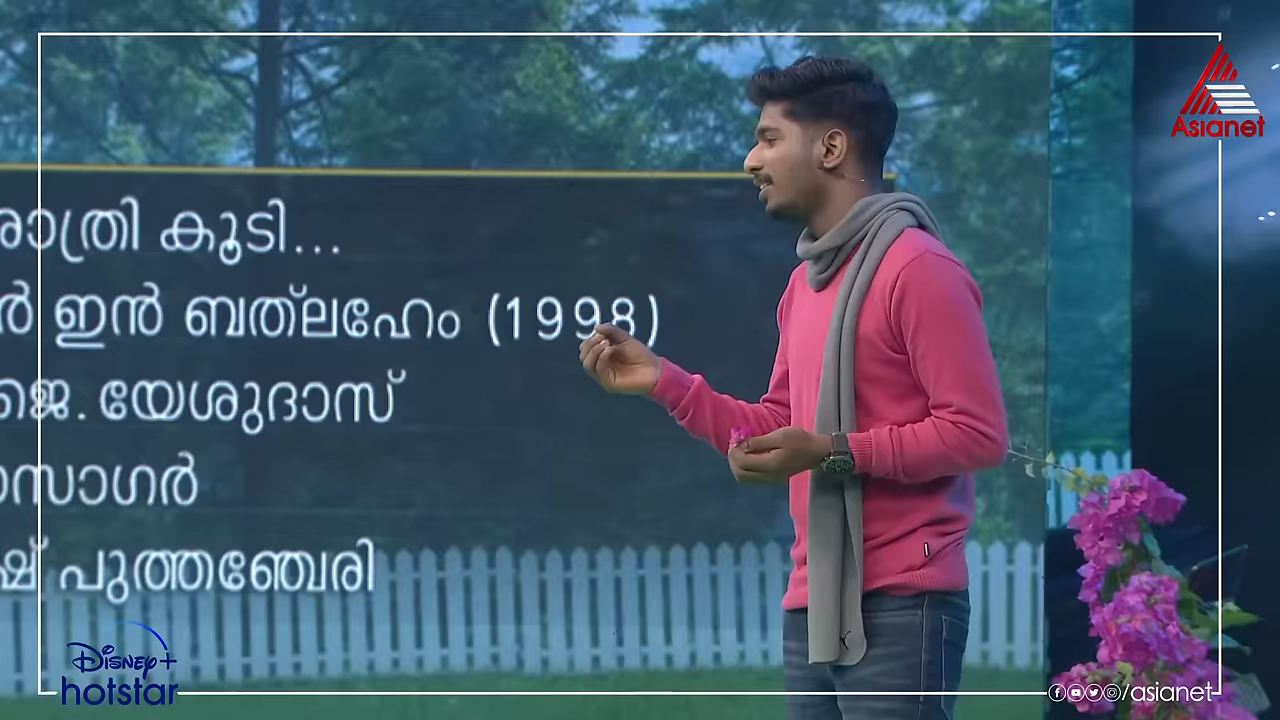 രാത്രി കൂടി...
ഇൻ ബത്‌ലഹേം (1998)
ജെ. യേശുദാസ്
സാഗർ
പുത്തഞ്ചേരി
Asianet
Disney+
hotstar
/asianet